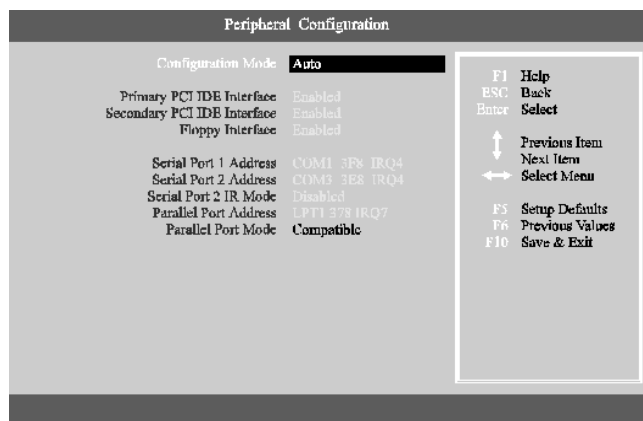 Peripheral Configuration
Configuration Mode Auto
Primary PCI IDE Interface Enabled
Secondary PCI IDE Interface Enabled
Floppy Interface Enabled
Serial Port 1 Address COM1 3F8 IRQ4
Serial Port 2 Address COM3 3E8 IRQ4
Serial Port 2 IR Mode Disabled
Parallel Port Address LPT1 378 IRQ7
Parallel Port Mode Compatible
F1 Help
ESC Back
Enter Select
Previous Item
Next Item
Select Menu
F5 Setup Defaults
F6 Previous Values
F10 Save & Exit